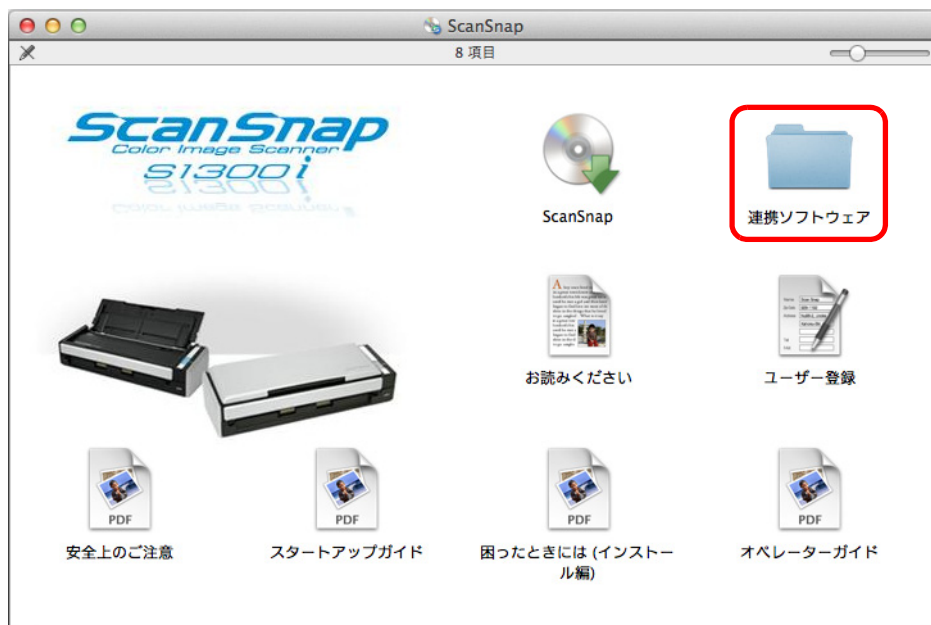 ScanSnap
8 項目
ScanSnap
Color Image Scanner
S1300i
ScanSnap
連携ソフトウェア
お読みください
ユーザー登録
PDF
PDF
PDF
PDF
安全上のご注意
スタートアップガイド
困ったときには (インストー
ル編)
オペレーターガイド